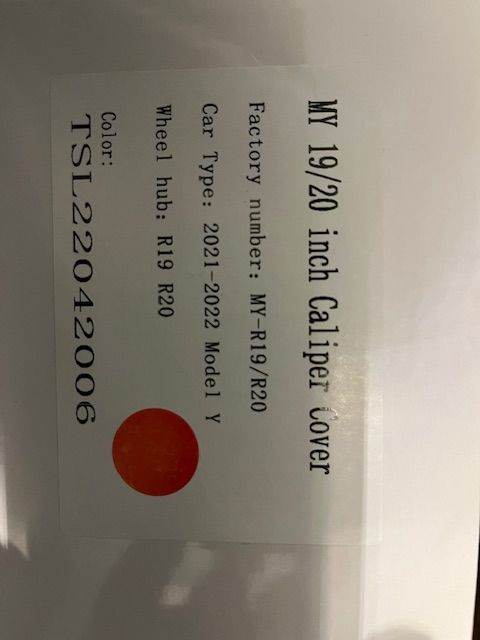 MY 19/20 inch Caliper Cover
Factory number: MY-R19/R20
Car Type: 2021-2022 Model Y
Wheel hub: R19 R20
Color:
TSL22042006